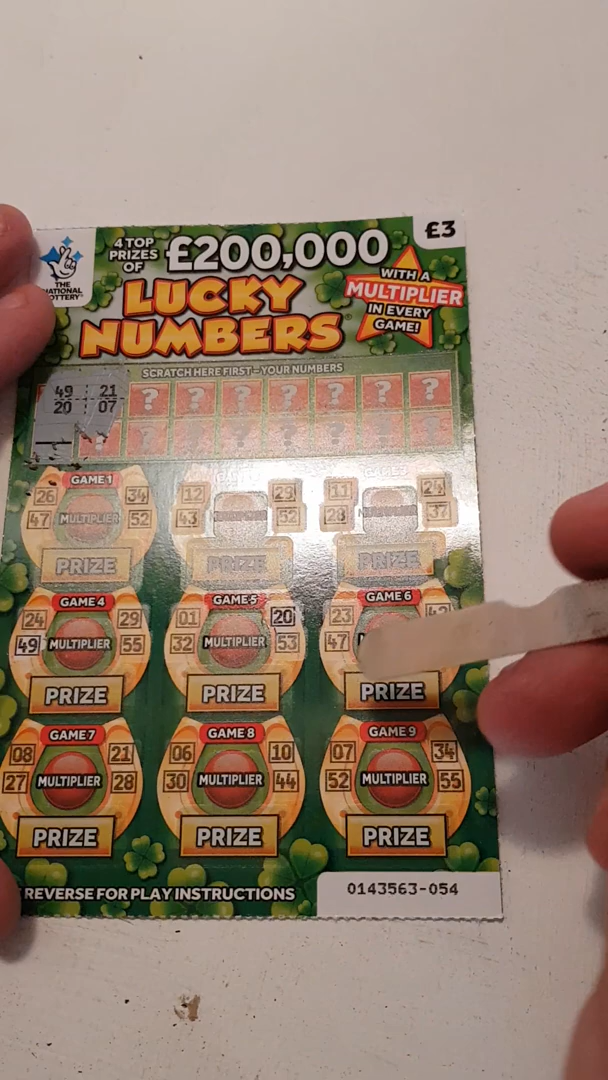 £3
4 TOP PRIZES OF £200,000
THE NATIONAL LOTTERY
LUCKY NUMBERS
WITH A MULTIPLIER IN EVERY GAME!
SCRATCH HERE FIRST – YOUR NUMBERS
49 21 ? ? ? ? ? ? ?
20 07
GAME 1
26 34 12 29 11 24
47 MULTIPLIER 52 43 52 28 37
PRIZE PRIZE PRIZE
GAME 4 GAME 5 GAME 6
24 29 01 20 23
49 MULTIPLIER 55 32 MULTIPLIER 53 47
PRIZE PRIZE PRIZE
GAME 7 GAME 8 GAME 9
08 21 06 10 07 34
27 MULTIPLIER 28 30 MULTIPLIER 44 52 MULTIPLIER 55
PRIZE PRIZE PRIZE
REVERSE FOR PLAY INSTRUCTIONS
0143563-054